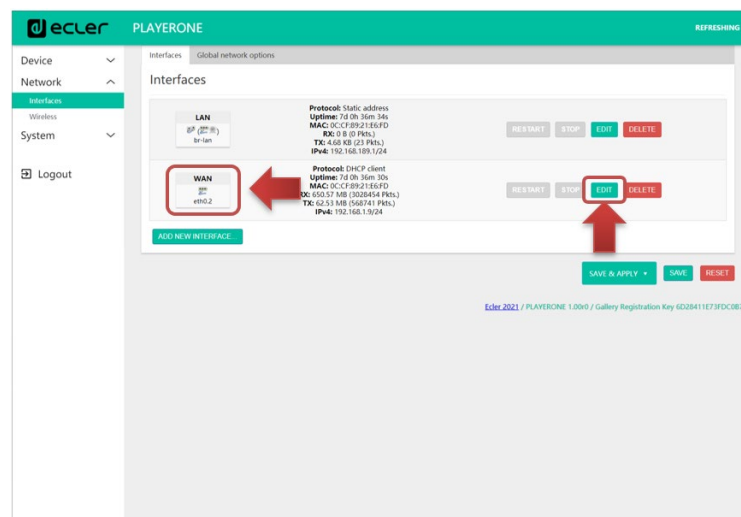 ecler
PLAYERONE
REFRESHING
Device
Network
Interfaces
Wireless
System
Logout
Interfaces Global network options
Interfaces
LAN
br-lan
Protocol: Static address
Uptime: 7d 0h 36m 34s
MAC: 0C:CF:89:21:E6:FD
RX: 0 B (0 Pkts.)
TX: 4.68 KB (23 Pkts.)
IPv4: 192.168.189.1/24
RESTART STOP EDIT DELETE
WAN
eth0.2
Protocol: DHCP client
Uptime: 7d 0h 36m 30s
MAC: 0C:CF:89:21:E6:FD
RX: 650.57 MB (3028454 Pkts.)
TX: 62.53 MB (568741 Pkts.)
IPv4: 192.168.1.9/24
RESTART STOP EDIT DELETE
ADD NEW INTERFACE...
SAVE & APPLY SAVE RESET
Ecler 2021 / PLAYERONE 1.00r0 / Gallery Registration Key 6D28411E73FDC0B